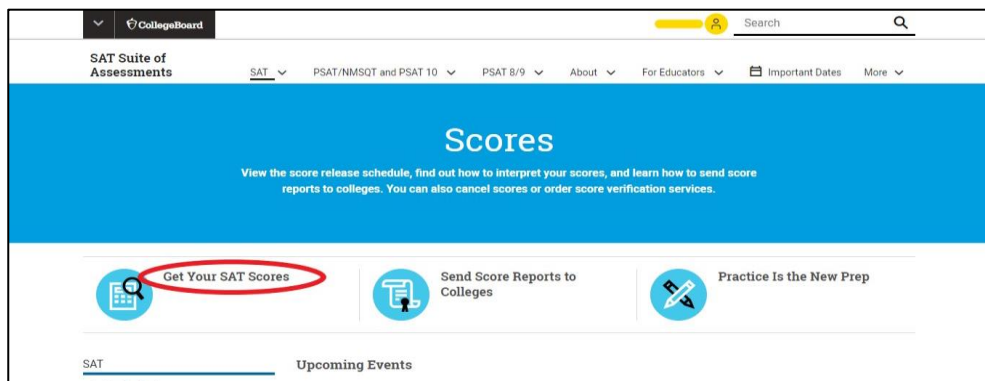 CollegeBoard
Search
SAT Suite of
Assessments
SAT
PSAT/NMSQT and PSAT 10
PSAT 8/9
About
For Educators
Important Dates
More
Scores
View the score release schedule, find out how to interpret your scores, and learn how to send score
reports to colleges. You can also cancel scores or order score verification services.
Get Your SAT Scores
Send Score Reports to
Colleges
Practice Is the New Prep
SAT
Upcoming Events